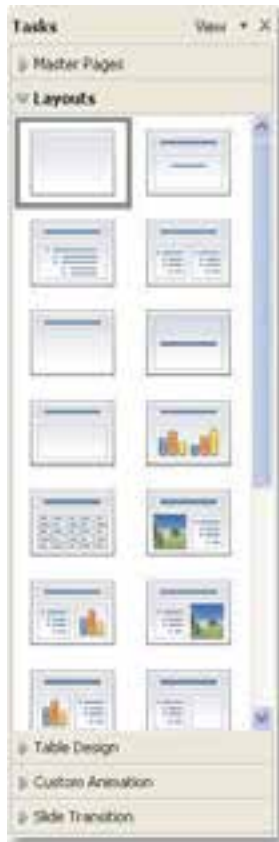 Tasks View X
Master Pages
Layouts
Table Design
Custom Animation
Slide Transition